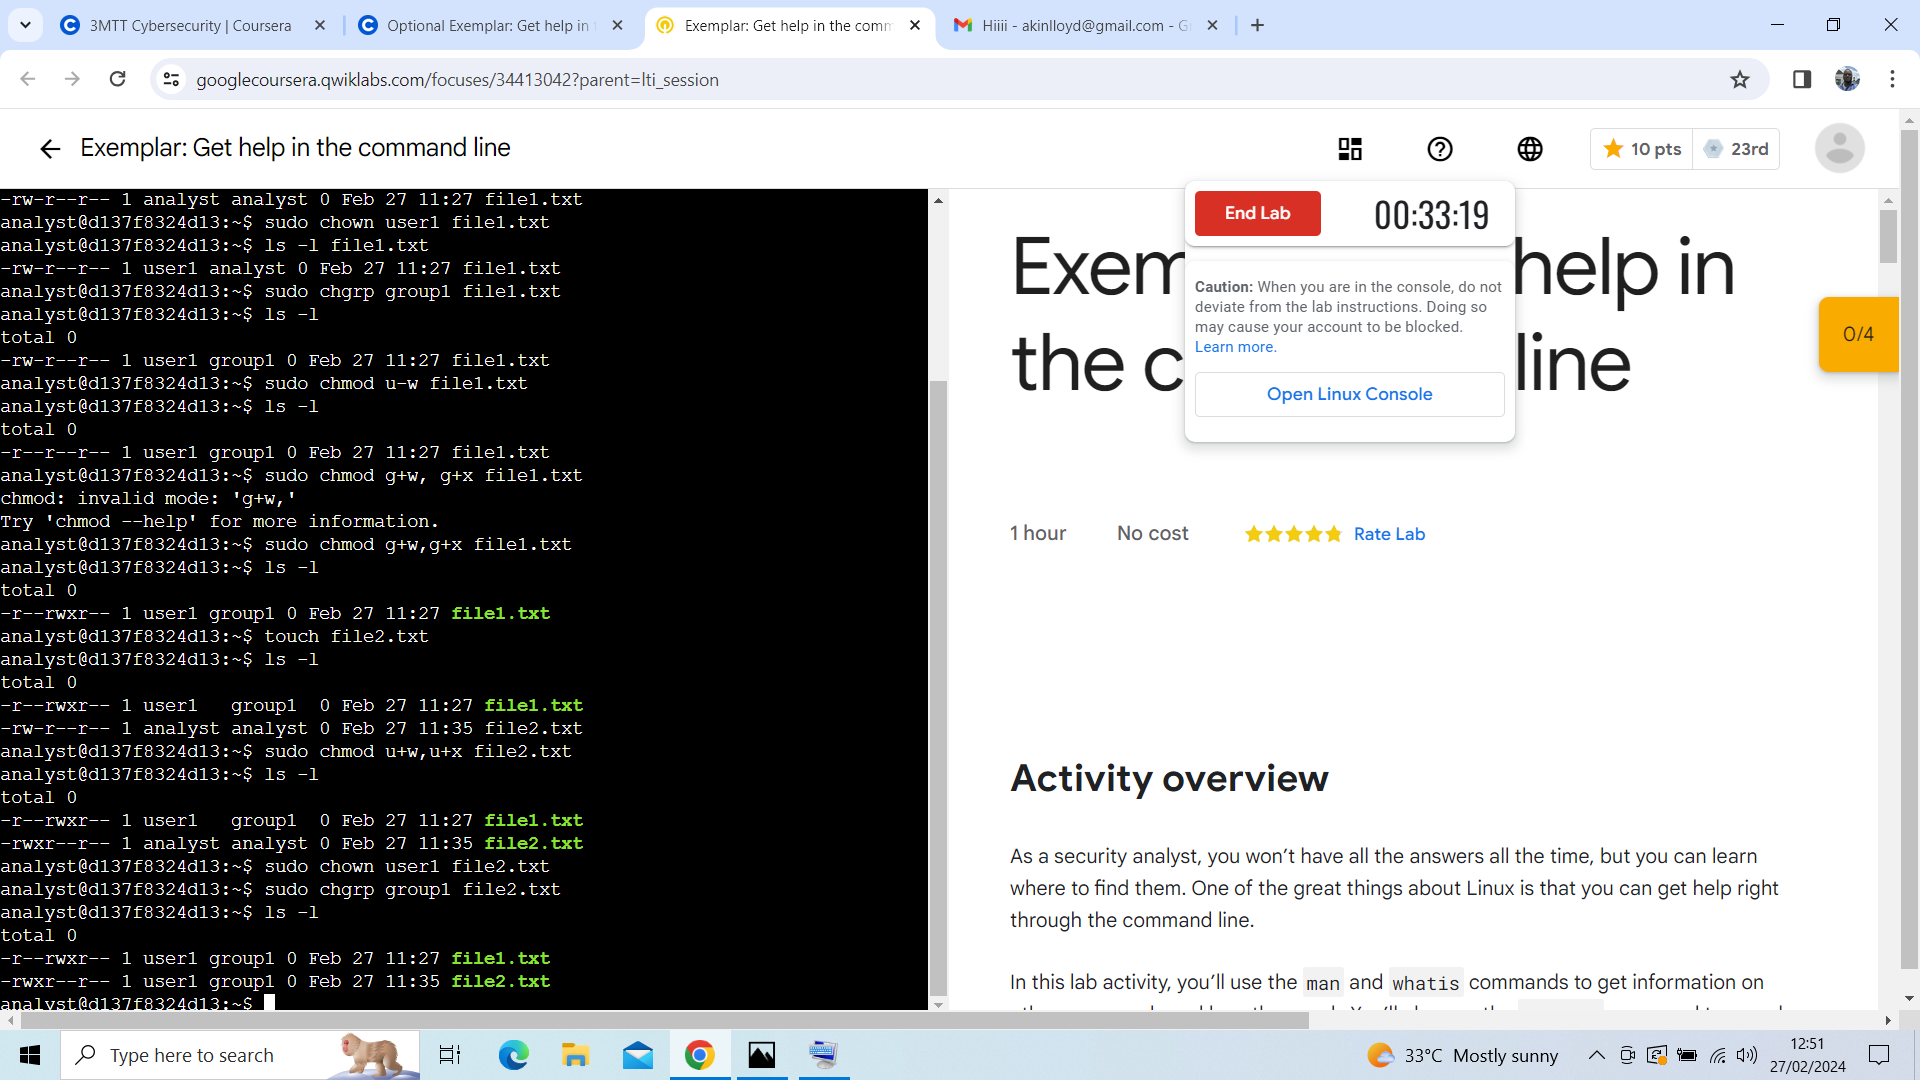 3MTT Cybersecurity | Coursera
Optional Exemplar: Get help in
Exemplar: Get help in the comm
Hiiii - akinlloyd@gmail.com - G
googlecoursera.qwiklabs.com/focuses/34413042?parent=lti_session
Exemplar: Get help in the command line
10 pts
23rd
-rw-r--r-- 1 analyst analyst 0 Feb 27 11:27 file1.txt
analyst@d137f8324d13:~$ sudo chown user1 file1.txt
analyst@d137f8324d13:~$ ls -l file1.txt
-rw-r--r-- 1 user1 analyst 0 Feb 27 11:27 file1.txt
analyst@d137f8324d13:~$ sudo chgrp group1 file1.txt
analyst@d137f8324d13:~$ ls -l
total 0
-rw-r--r-- 1 user1 group1 0 Feb 27 11:27 file1.txt
analyst@d137f8324d13:~$ sudo chmod u-w file1.txt
analyst@d137f8324d13:~$ ls -l
total 0
-r--r--r-- 1 user1 group1 0 Feb 27 11:27 file1.txt
analyst@d137f8324d13:~$ sudo chmod g+w, g+x file1.txt
chmod: invalid mode: 'g+w,'
Try 'chmod --help' for more information.
analyst@d137f8324d13:~$ sudo chmod g+w,g+x file1.txt
analyst@d137f8324d13:~$ ls -l
total 0
-r--rwxr-- 1 user1 group1 0 Feb 27 11:27 file1.txt
analyst@d137f8324d13:~$ touch file2.txt
analyst@d137f8324d13:~$ ls -l
total 0
-r--rwxr-- 1 user1   group1  0 Feb 27 11:27 file1.txt
-rw-r--r-- 1 analyst analyst 0 Feb 27 11:35 file2.txt
analyst@d137f8324d13:~$ sudo chmod u+w,u+x file2.txt
analyst@d137f8324d13:~$ ls -l
total 0
-r--rwxr-- 1 user1   group1  0 Feb 27 11:27 file1.txt
-rwxr--r-- 1 analyst analyst 0 Feb 27 11:35 file2.txt
analyst@d137f8324d13:~$ sudo chown user1 file2.txt
analyst@d137f8324d13:~$ sudo chgrp group1 file2.txt
analyst@d137f8324d13:~$ ls -l
total 0
-r--rwxr-- 1 user1 group1 0 Feb 27 11:27 file1.txt
-rwxr--r-- 1 user1 group1 0 Feb 27 11:35 file2.txt
analyst@d137f8324d13:~$
End Lab
00:33:19
Caution: When you are in the console, do not
deviate from the lab instructions. Doing so
may cause your account to be blocked.
Learn more.
Open Linux Console
Exem help in
the c line
0/4
1 hour
No cost
Rate Lab
Activity overview
As a security analyst, you won’t have all the answers all the time, but you can learn
where to find them. One of the great things about Linux is that you can get help right
through the command line.
In this lab activity, you’ll use the man and whatis commands to get information on
Type here to search
33°C Mostly sunny
12:51
27/02/2024